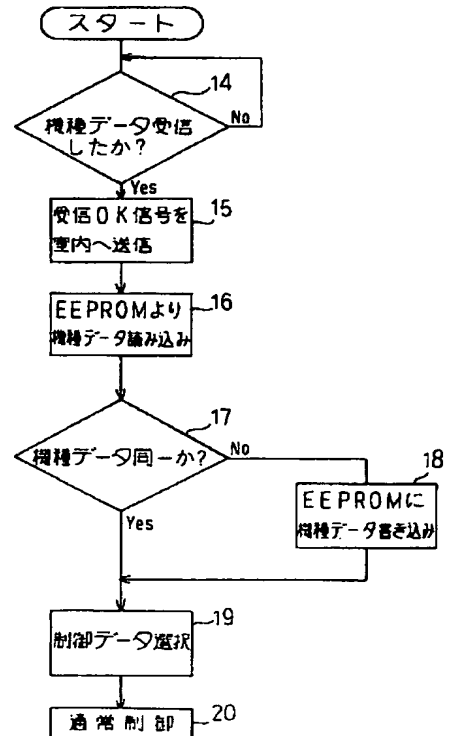 スタート
14
機種データ受信
したか?
No
Yes
受信OK信号を
室内へ送信
15
EEPROMより
機種データ読み込み
16
17
機種データ同一か?
No
18
EEPROMに
機種データ書き込み
Yes
制御データ選択
19
通常制御
20